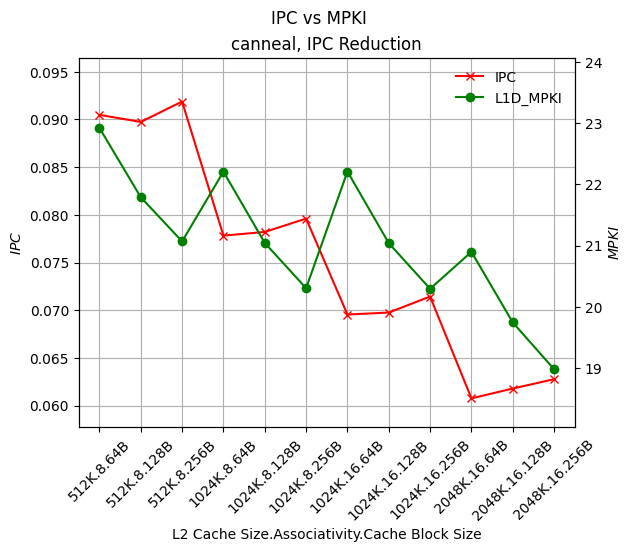 IPC vs MPKI
canneal, IPC Reduction
IPC
L1D_MPKI
0.095
0.090
0.085
0.080
0.075
0.070
0.065
0.060
IPC
24
23
22
21
20
19
MPKI
512K.8.64B
512K.8.128B
512K.8.256B
1024K.8.64B
1024K.8.128B
1024K.8.256B
1024K.16.64B
1024K.16.128B
1024K.16.256B
2048K.16.64B
2048K.16.128B
2048K.16.256B
L2 Cache Size.Associativity.Cache Block Size